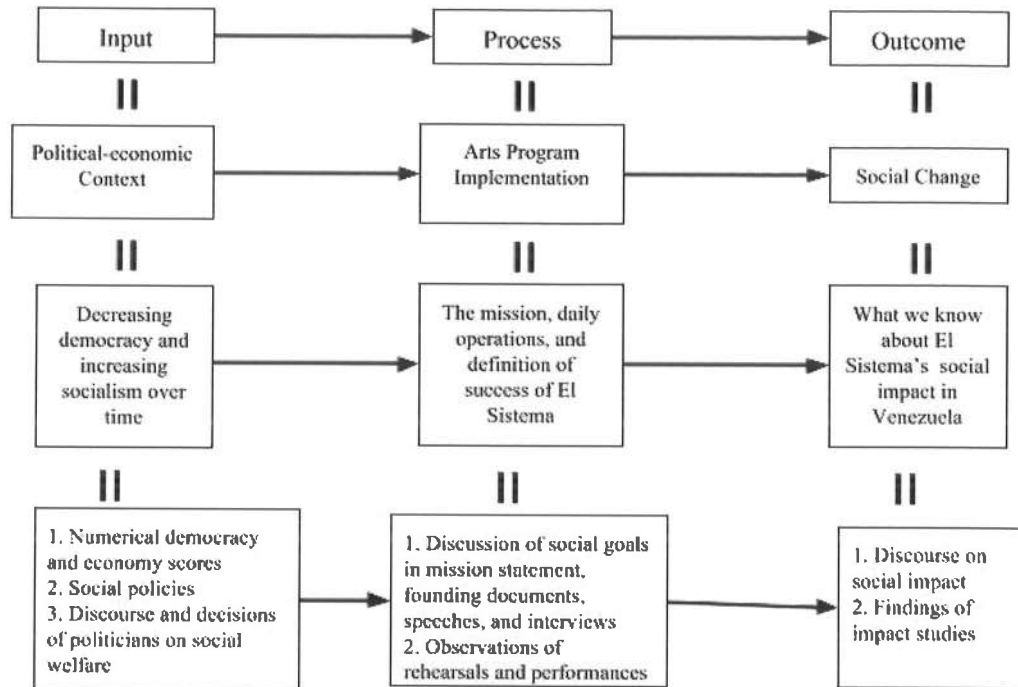 Input
Process
Outcome
Political-economic
Context
Arts Program
Implementation
Social Change
Decreasing
democracy and
increasing
socialism over
time
The mission, daily
operations, and
definition of
success of El
Sistema
What we know
about El
Sistema's social
impact in
Venezuela
1. Numerical democracy
and economy scores
2. Social policies
3. Discourse and decisions
of politicians on social
welfare
1. Discussion of social goals
in mission statement,
founding documents,
speeches, and interviews
2. Observations of
rehearsals and performances
1. Discourse on
social impact
2. Findings of
impact studies